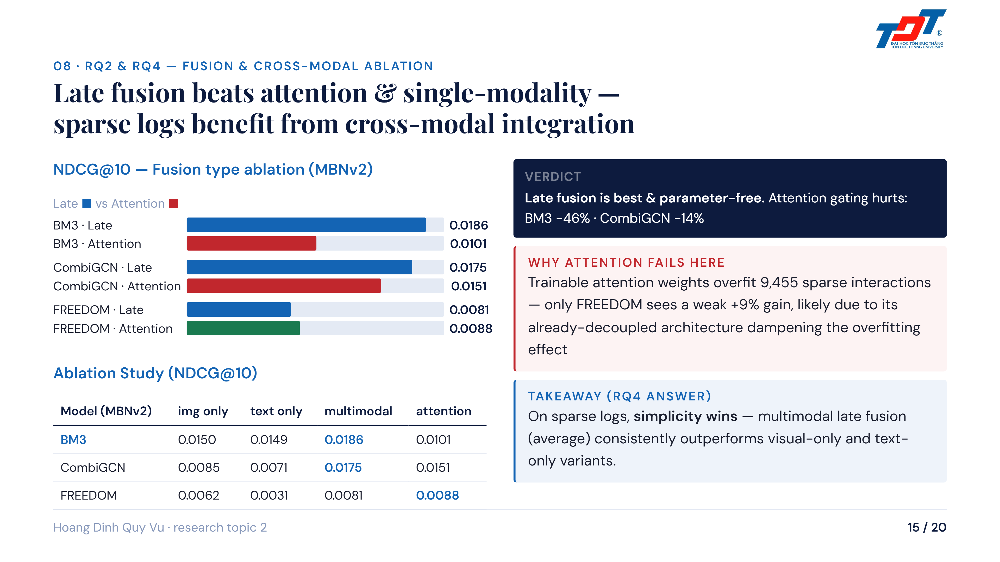 TDT
®
ĐẠI HỌC TÔN ĐỨC THẮNG
TON DUC THANG UNIVERSITY
08 · RQ2 & RQ4 — FUSION & CROSS-MODAL ABLATION
Late fusion beats attention & single-modality —
sparse logs benefit from cross-modal integration
NDCG@10 — Fusion type ablation (MBNv2)
Late vs Attention
BM3 · Late 0.0186
BM3 · Attention 0.0101
CombiGCN · Late 0.0175
CombiGCN · Attention 0.0151
FREEDOM · Late 0.0081
FREEDOM · Attention 0.0088
Ablation Study (NDCG@10)
Model (MBNv2) img only text only multimodal attention
BM3 0.0150 0.0149 0.0186 0.0101
CombiGCN 0.0085 0.0071 0.0175 0.0151
FREEDOM 0.0062 0.0031 0.0081 0.0088
VERDICT
Late fusion is best & parameter-free. Attention gating hurts:
BM3 −46% · CombiGCN −14%
WHY ATTENTION FAILS HERE
Trainable attention weights overfit 9,455 sparse interactions
— only FREEDOM sees a weak +9% gain, likely due to its
already-decoupled architecture dampening the overfitting
effect
TAKEAWAY (RQ4 ANSWER)
On sparse logs, simplicity wins — multimodal late fusion
(average) consistently outperforms visual-only and text-
only variants.
Hoang Dinh Quy Vu · research topic 2
15 / 20